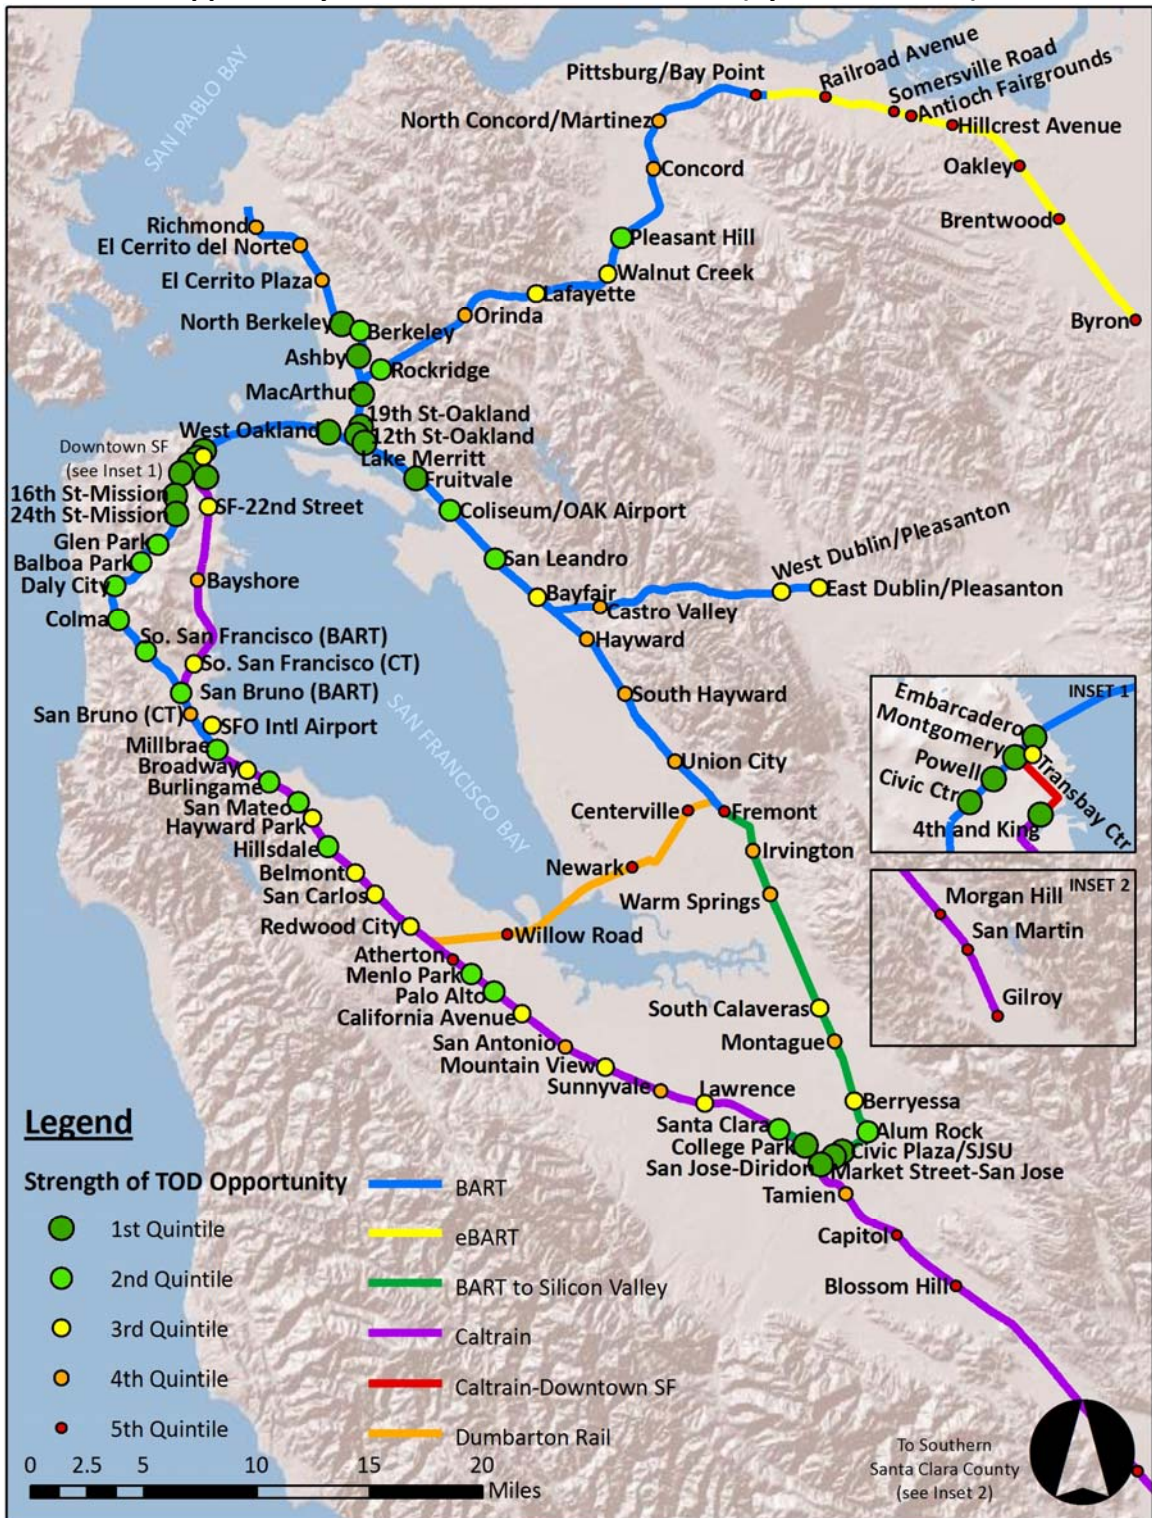 SAN PABLO BAY
Pittsburg/Bay Point
Railroad Avenue
Somersville Road
Antioch Fairgrounds
Hillcrest Avenue
North Concord/Martinez
Concord
Oakley
Brentwood
Byron
Richmond
El Cerrito del Norte
El Cerrito Plaza
Pleasant Hill
Walnut Creek
Lafayette
Orinda
North Berkeley
Berkeley
Ashby
Rockridge
MacArthur
19th St-Oakland
West Oakland
12th St-Oakland
Lake Merritt
Downtown SF
(see Inset 1)
Fruitvale
16th St-Mission
24th St-Mission
SF-22nd Street
Coliseum/OAK Airport
Glen Park
Balboa Park
San Leandro
West Dublin/Pleasanton
Daly City
Bayshore
Bayfair
East Dublin/Pleasanton
Castro Valley
Colma
So. San Francisco (BART)
Hayward
So. San Francisco (CT)
San Bruno (BART)
South Hayward
San Bruno (CT)
SFO Intl Airport
SAN FRANCISCO BAY
Millbrae
Broadway
Union City
Burlingame
San Mateo
Centerville
Fremont
Hayward Park
Hillsdale
Irvington
Belmont
Newark
San Carlos
Warm Springs
Redwood City
Willow Road
Atherton
Menlo Park
Palo Alto
California Avenue
South Calaveras
San Antonio
Montague
Mountain View
Sunnyvale
Lawrence
Berryessa
Santa Clara
Alum Rock
College Park
Civic Plaza/SJSU
San Jose-Diridon
Market Street-San Jose
Tamien
Capitol
Blossom Hill
INSET 1
Embarcadero
Montgomery
Powell
Civic Ctr
Transbay Ctr
4th and King
INSET 2
Morgan Hill
San Martin
Gilroy
Legend
Strength of TOD Opportunity
1st Quintile
2nd Quintile
3rd Quintile
4th Quintile
5th Quintile
BART
eBART
BART to Silicon Valley
Caltrain
Caltrain-Downtown SF
Dumbarton Rail
0 2.5 5 10 15 20
Miles
To Southern
Santa Clara County
(see Inset 2)